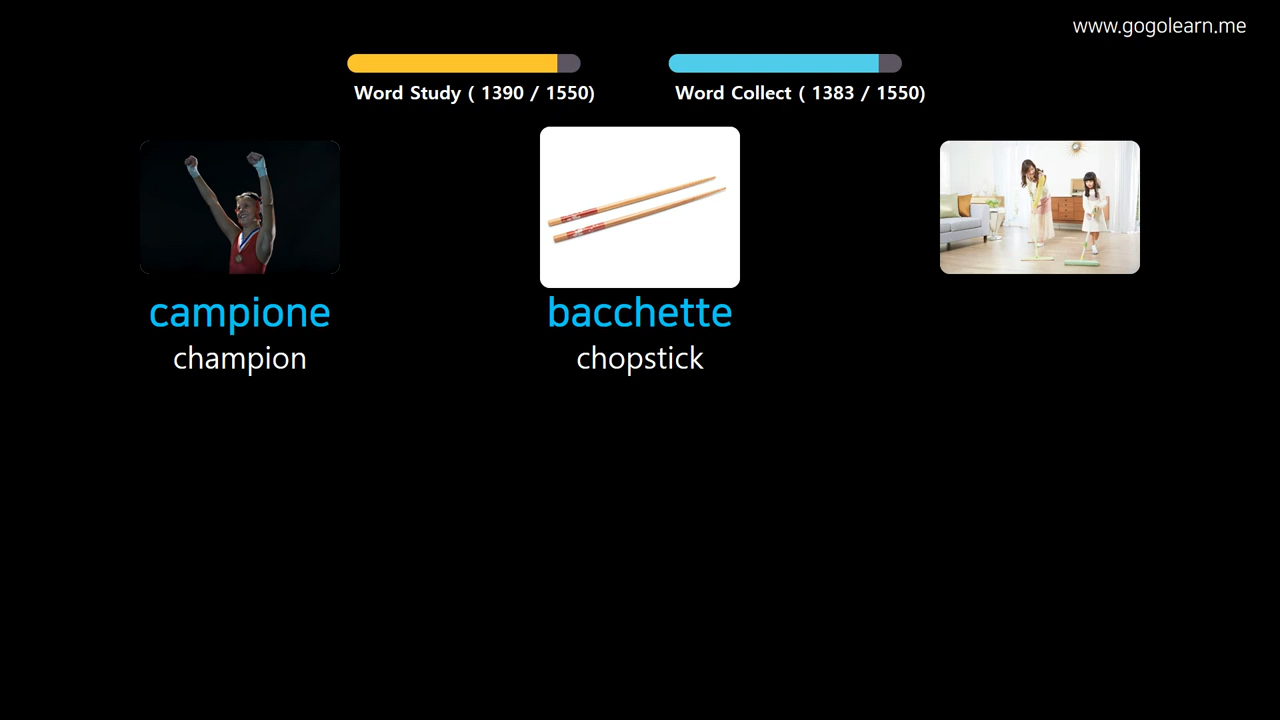 www.gogolearn.me
Word Study ( 1390 / 1550)
Word Collect ( 1383 / 1550)
campione
champion
bacchette
chopstick